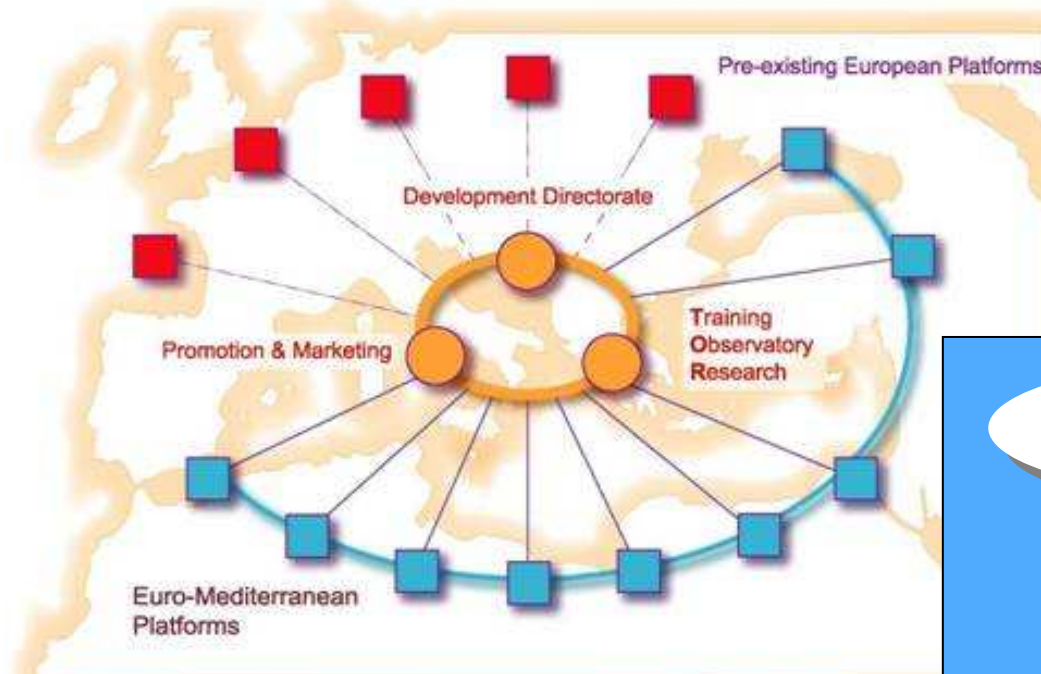 Pre-existing European Platforms
Development Directorate
Promotion & Marketing
Training
Observatory
Research
Euro-Mediterranean
Platforms